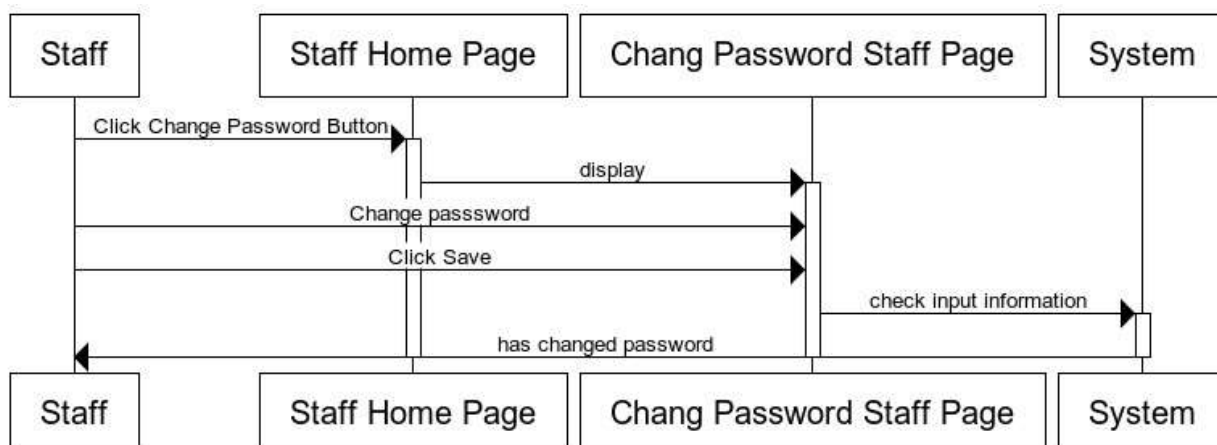 Staff
Staff Home Page
Chang Password Staff Page
System
Click Change Password Button
display
Change passsword
Click Save
check input information
has changed password
Staff
Staff Home Page
Chang Password Staff Page
System